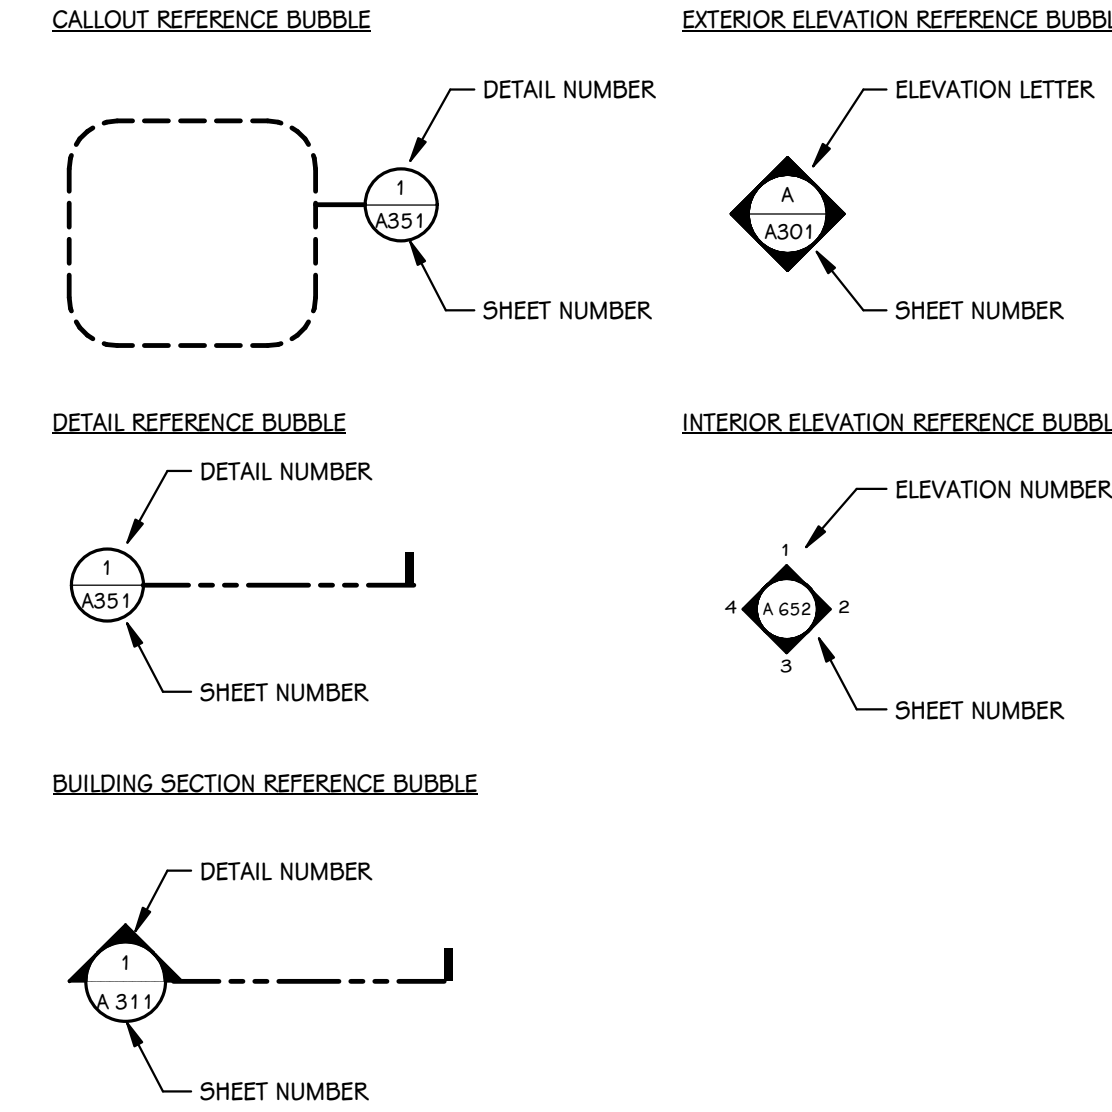 CALLOUT REFERENCE BUBBLE
DETAIL NUMBER
1
A351
SHEET NUMBER
EXTERIOR ELEVATION REFERENCE BUBBL
ELEVATION LETTER
A
A301
SHEET NUMBER
DETAIL REFERENCE BUBBLE
DETAIL NUMBER
1
A351
SHEET NUMBER
INTERIOR ELEVATION REFERENCE BUBBL
ELEVATION NUMBER
1
4 A 652 2
3
SHEET NUMBER
BUILDING SECTION REFERENCE BUBBLE
DETAIL NUMBER
1
A 311
SHEET NUMBER